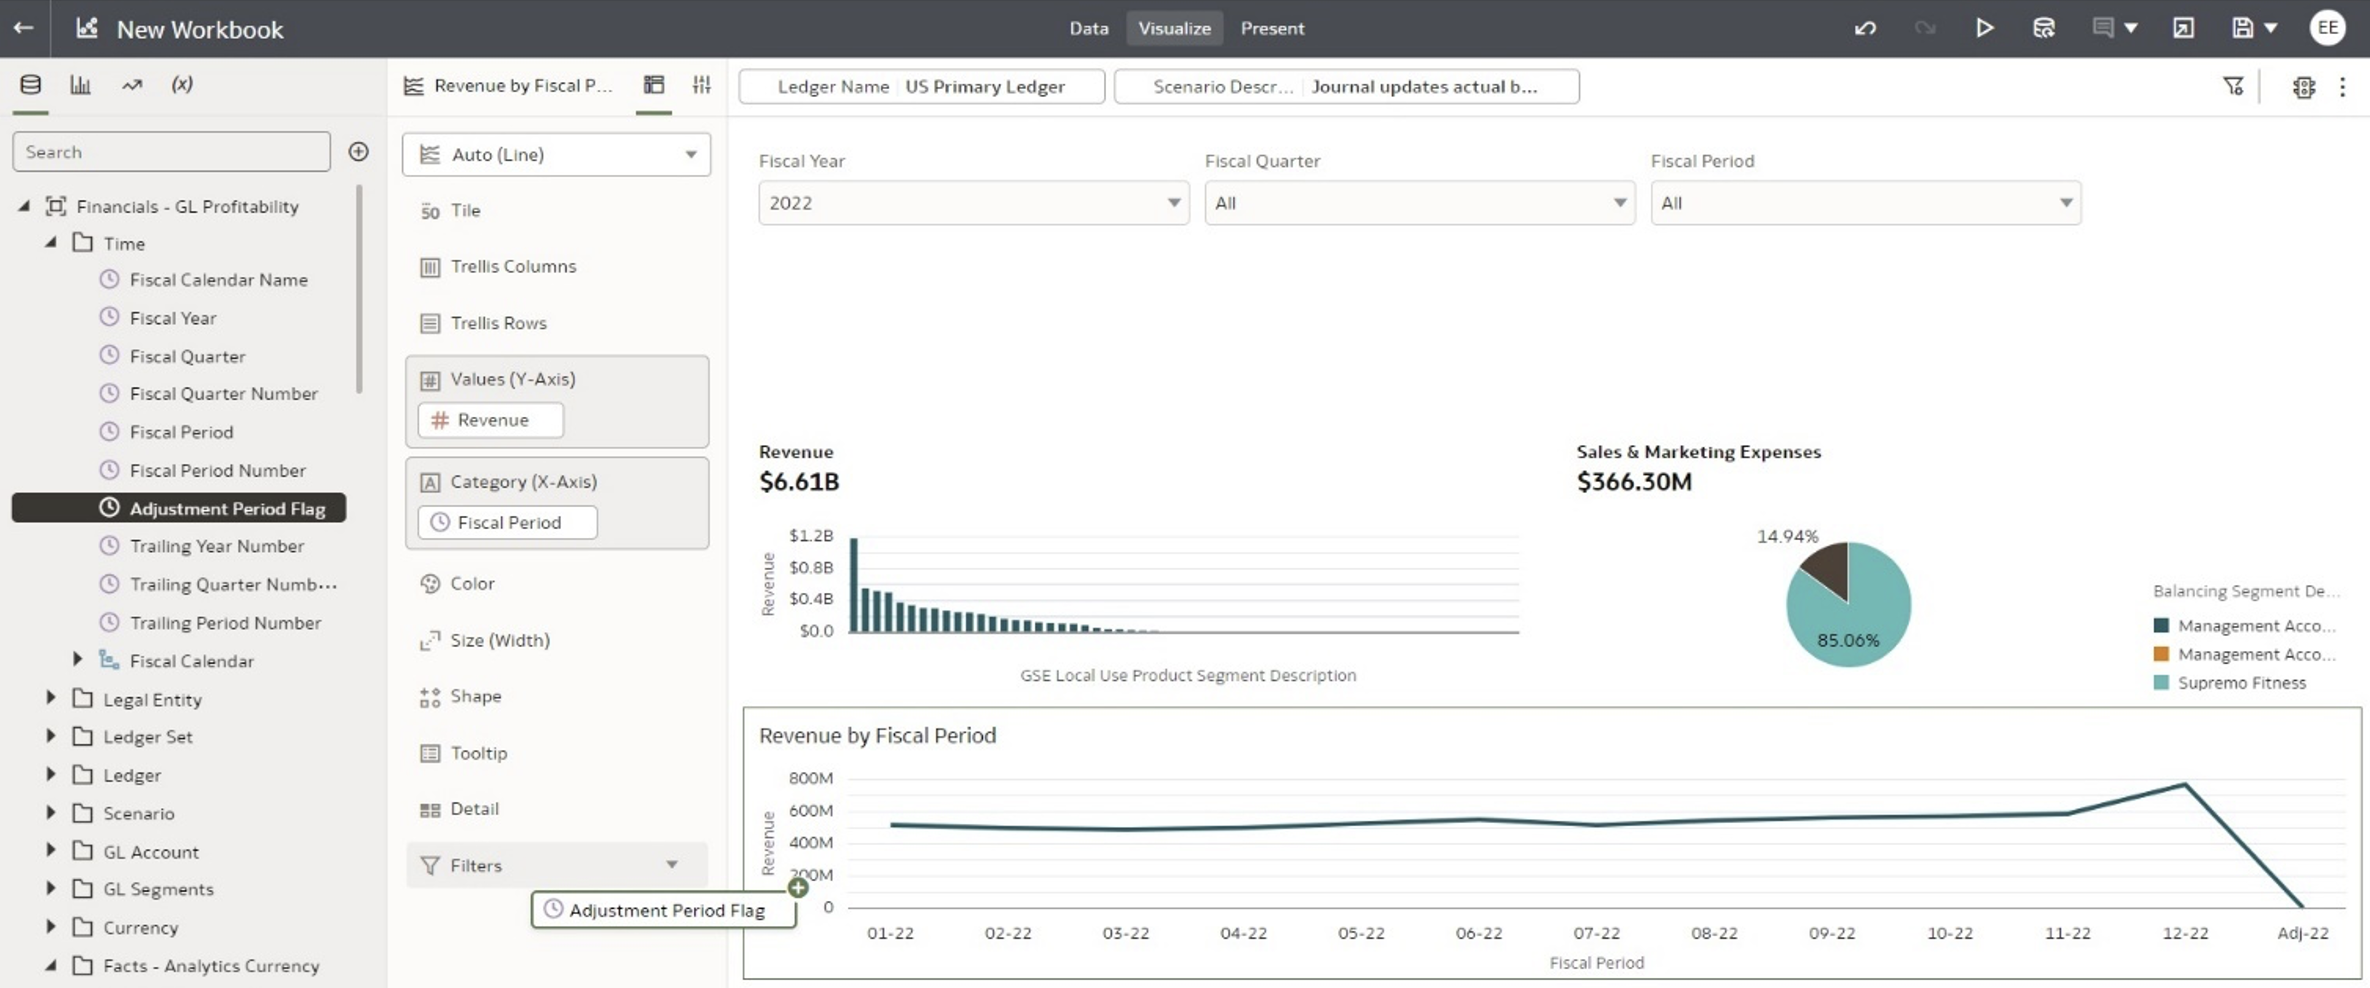 New Workbook
Data
Visualize
Present
EE
(x)
Revenue by Fiscal P...
Ledger Name
US Primary Ledger
Scenario Descr...
Journal updates actual b...
Search
Auto (Line)
Fiscal Year
Fiscal Quarter
Fiscal Period
2022
All
All
Financials - GL Profitability
Time
Fiscal Calendar Name
Fiscal Year
Fiscal Quarter
Fiscal Quarter Number
Fiscal Period
Fiscal Period Number
Adjustment Period Flag
Trailing Year Number
Trailing Quarter Numb...
Trailing Period Number
Fiscal Calendar
Legal Entity
Ledger Set
Ledger
Scenario
GL Account
GL Segments
Currency
Facts - Analytics Currency
50
Tile
Trellis Columns
Trellis Rows
# Values (Y-Axis)
# Revenue
A Category (X-Axis)
Fiscal Period
Color
Size (Width)
Shape
Tooltip
Detail
Filters
Adjustment Period Flag
Revenue
$6.61B
Revenue
$1.2B
$0.8B
$0.4B
$0.0
GSE Local Use Product Segment Description
Sales & Marketing Expenses
$366.30M
14.94%
85.06%
Balancing Segment De...
Management Acco...
Management Acco...
Supremo Fitness
Revenue by Fiscal Period
Revenue
800M
600M
400M
200M
0
01-22
02-22
03-22
04-22
05-22
06-22
07-22
08-22
09-22
10-22
11-22
12-22
Adj-22
Fiscal Period